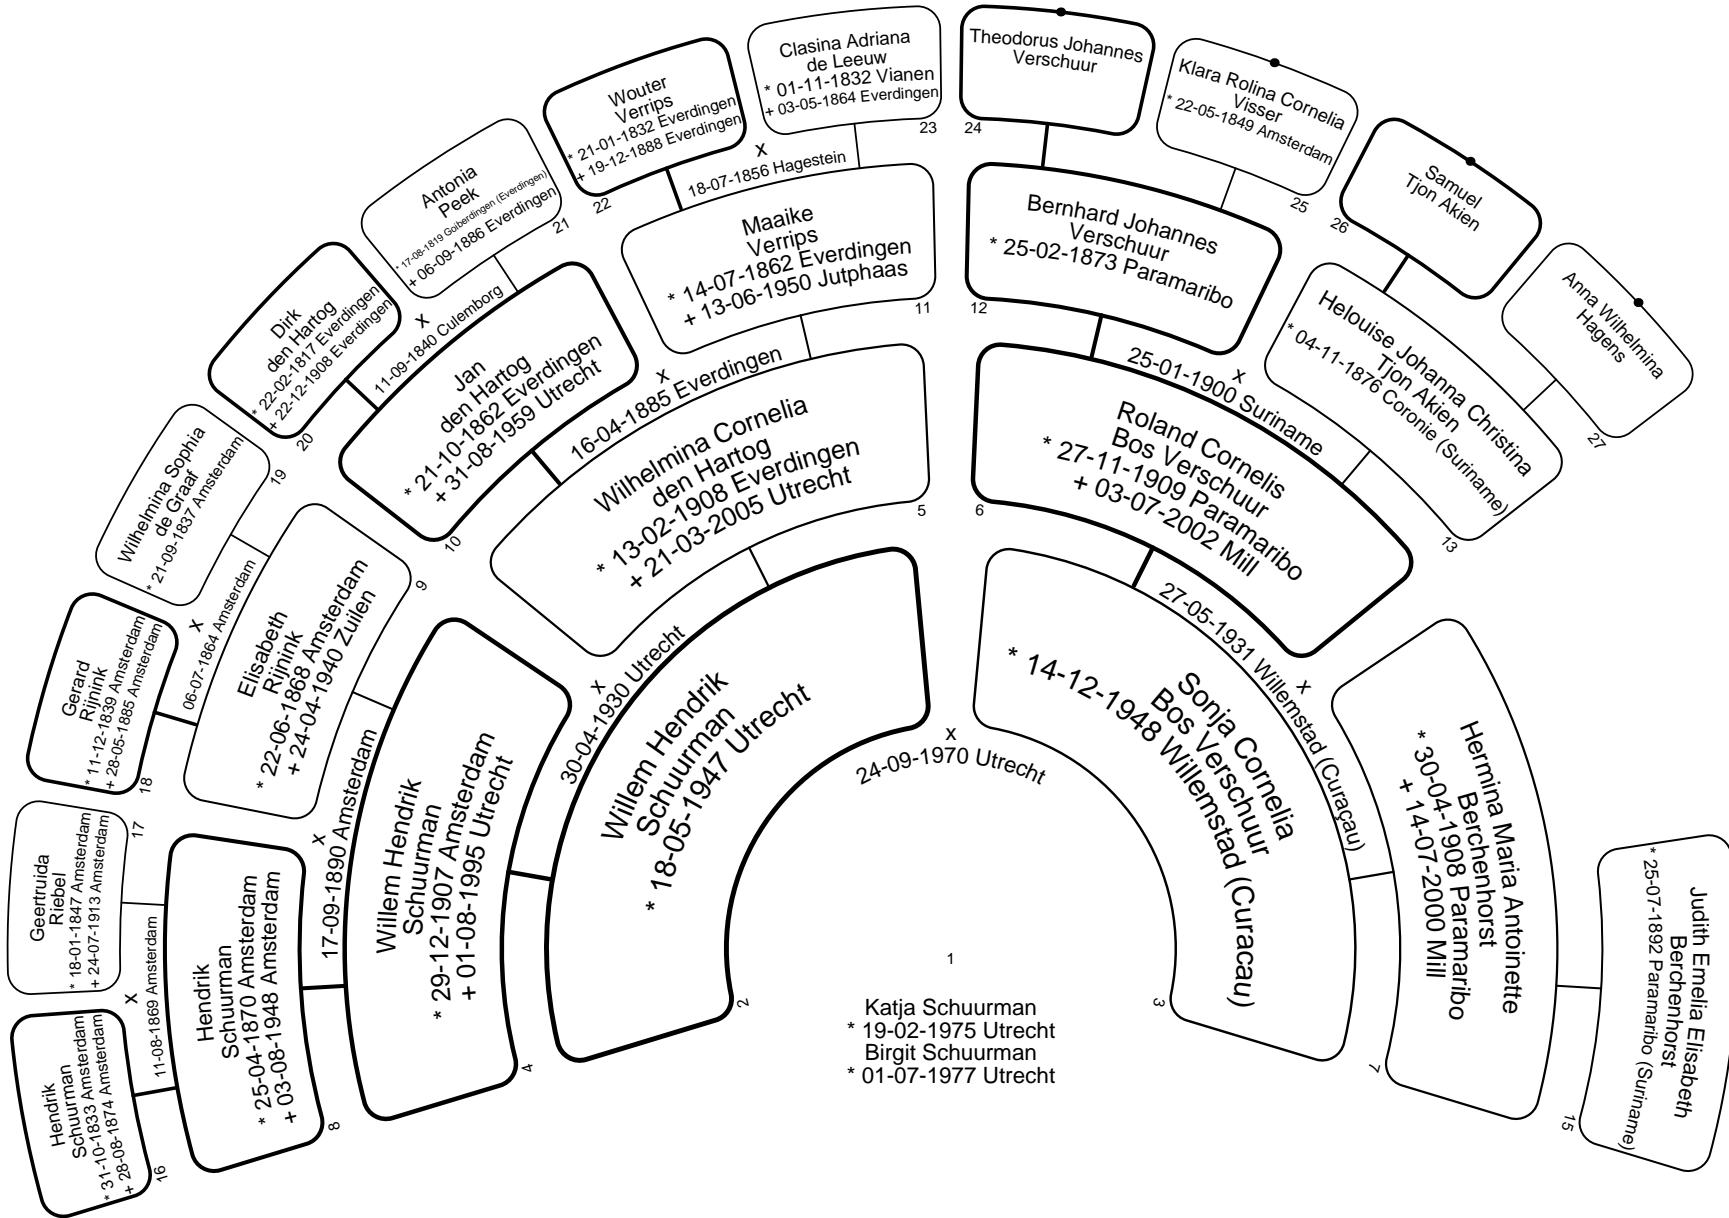 1
Katja Schuurman
* 19-02-1975 Utrecht
Birgit Schuurman
* 01-07-1977 Utrecht
Willem Hendrik
Schuurman
* 18-05-1947 Utrecht
2
x
24-09-1970 Utrecht
Sonja Cornelia
Bos Verschuur
* 14-12-1948 Willemstad (Curacau)
3
Willem Hendrik
Schuurman
* 29-12-1907 Amsterdam
+ 01-08-1995 Utrecht
4
x
30-04-1930 Utrecht
Wilhelmina Cornelia
den Hartog
* 13-02-1908 Everdingen
+ 21-03-2005 Utrecht
5
Roland Cornelis
Bos Verschuur
* 27-11-1909 Paramaribo
+ 03-07-2002 Mill
6
x
27-05-1931 Willemstad (Curaçau)
Hermina Maria Antoinette
Berchenhorst
* 30-04-1908 Paramaribo
+ 14-07-2000 Mill
7
Hendrik
Schuurman
* 25-04-1870 Amsterdam
+ 03-08-1948 Amsterdam
8
x
17-09-1890 Amsterdam
Elisabeth
Rijnink
* 22-06-1868 Amsterdam
+ 24-04-1940 Zuilen
9
Jan
den Hartog
* 21-10-1862 Everdingen
+ 31-08-1959 Utrecht
10
x
16-04-1885 Everdingen
Maaike
Verrips
* 14-07-1862 Everdingen
+ 13-06-1950 Jutphaas
11
Bernhard Johannes
Verschuur
* 25-02-1873 Paramaribo
12
x
25-01-1900 Suriname
Helouise Johanna Christina
Tjon Akien
* 04-11-1876 Coronie (Suriname)
13
Judith Emelia Elisabeth
Berchenhorst
* 25-07-1892 Paramaribo (Suriname)
15
Hendrik
Schuurman
* 31-10-1833 Amsterdam
+ 28-08-1874 Amsterdam
16
x
11-08-1869 Amsterdam
Geertruida
Riebel
* 18-01-1847 Amsterdam
+ 24-07-1913 Amsterdam
17
Gerard
Rijnink
* 11-12-1839 Amsterdam
+ 28-05-1885 Amsterdam
18
x
06-07-1864 Amsterdam
Wilhelmina Sophia
de Graaf
* 21-09-1837 Amsterdam
19
Dirk
den Hartog
* 22-02-1817 Everdingen
+ 22-12-1908 Everdingen
20
x
11-09-1840 Culemborg
Antonia
Peek
* 17-08-1819 Golberdingen (Everdingen)
+ 06-09-1886 Everdingen
21
Wouter
Verrips
* 21-01-1832 Everdingen
+ 19-12-1888 Everdingen
22
x
18-07-1856 Hagestein
Clasina Adriana
de Leeuw
* 01-11-1832 Vianen
+ 03-05-1864 Everdingen
23
Theodorus Johannes
Verschuur
24
Klara Rolina Cornelia
Visser
* 22-05-1849 Amsterdam
25
Samuel
Tjon Akien
26
Anna Wilhelmina
Hagens
27